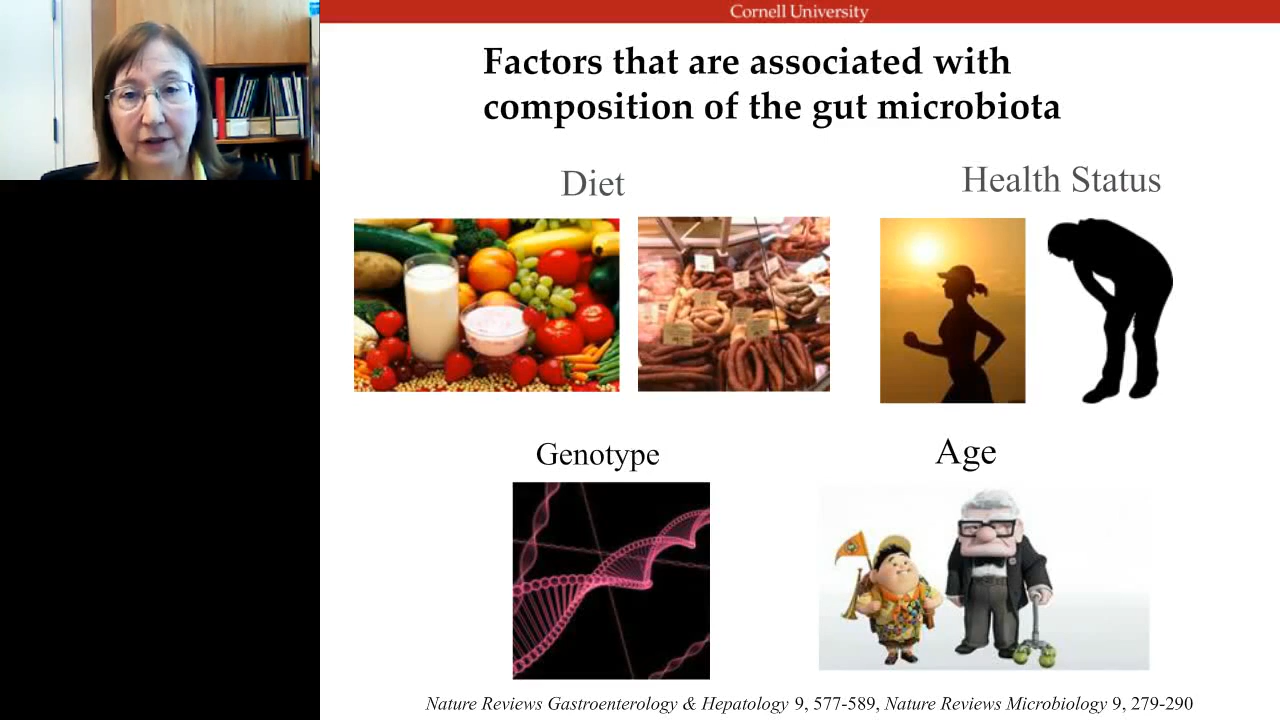 Cornell University
Factors that are associated with
composition of the gut microbiota
Diet
Health Status
Genotype
Age
Nature Reviews Gastroenterology & Hepatology 9, 577-589, Nature Reviews Microbiology 9, 279-290